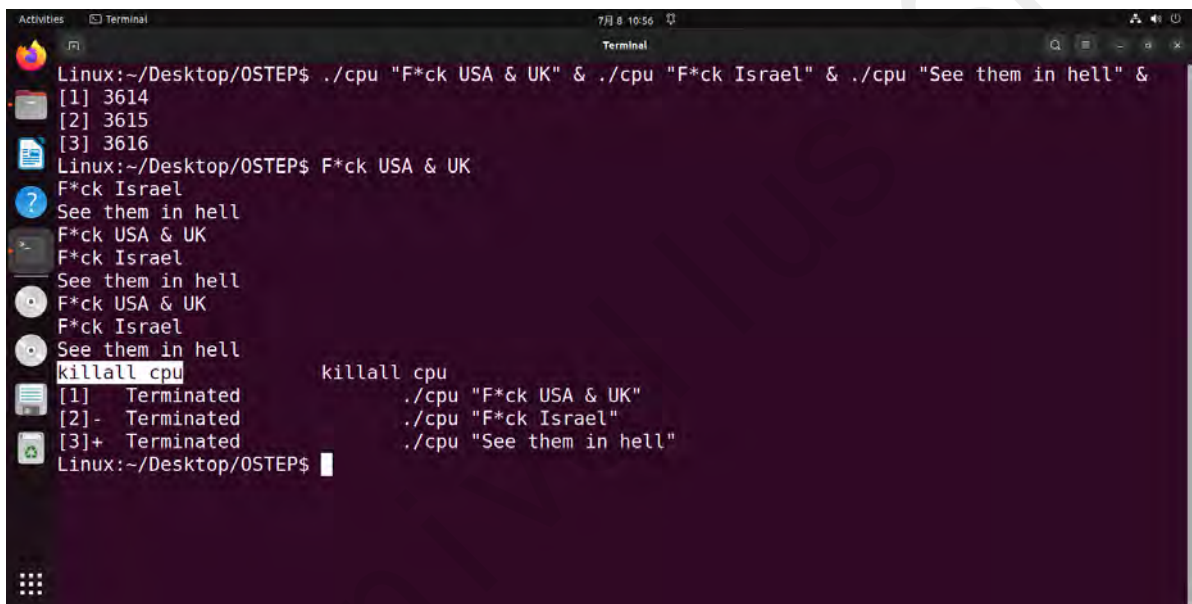 Activities Terminal 7月 8 10:56
Terminal
Linux:~/Desktop/OSTEP$ ./cpu "F*ck USA & UK" & ./cpu "F*ck Israel" & ./cpu "See them in hell" &
[1] 3614
[2] 3615
[3] 3616
Linux:~/Desktop/OSTEP$ F*ck USA & UK
F*ck Israel
See them in hell
F*ck USA & UK
F*ck Israel
See them in hell
F*ck USA & UK
F*ck Israel
See them in hell
killall cpu killall cpu
[1] Terminated ./cpu "F*ck USA & UK"
[2]- Terminated ./cpu "F*ck Israel"
[3]+ Terminated ./cpu "See them in hell"
Linux:~/Desktop/OSTEP$